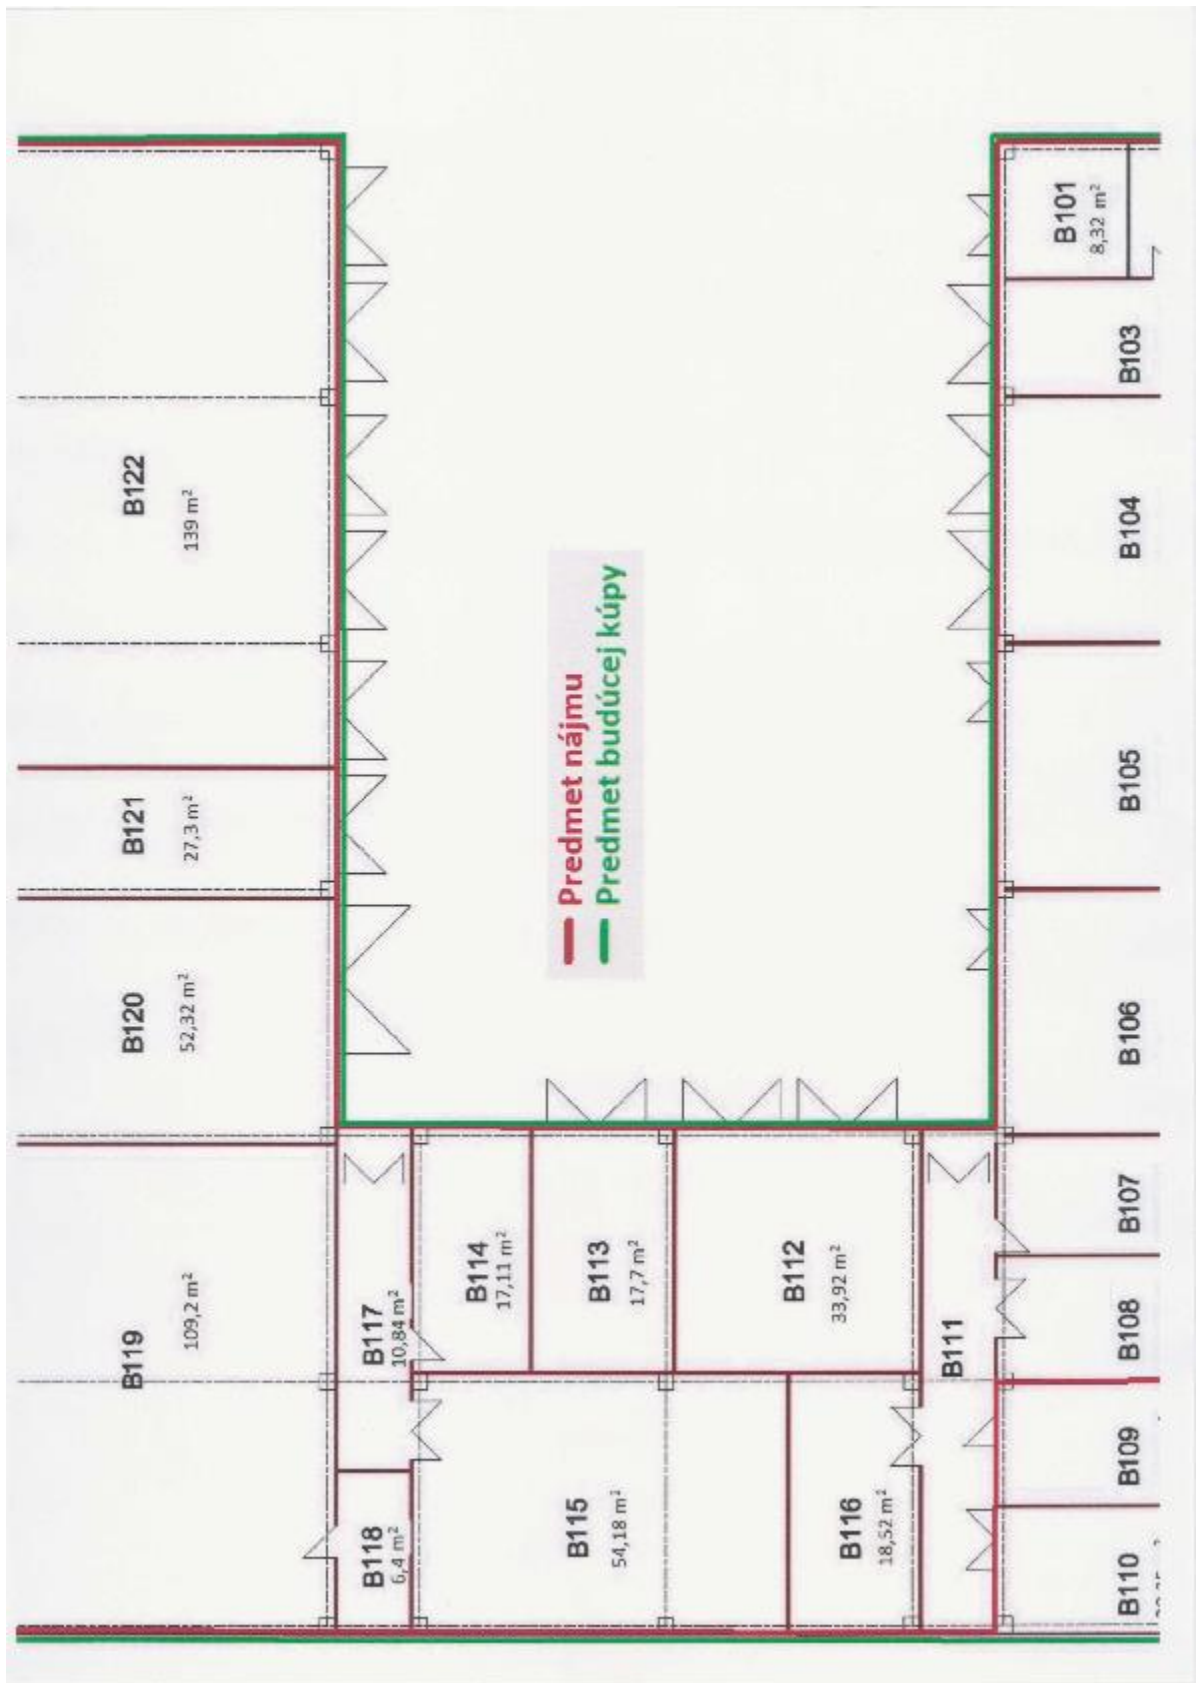 B122
139 m²
B121
27,3 m²
B120
52,32 m²
B119
109,2 m²
B117
10,84 m²
B118
6,4 m²
B114
17,11 m²
B113
17,7 m²
B112
33,92 m²
B115
54,18 m²
B116
18,52 m²
B111
Predmet nájmu
Predmet budúcej kúpy
B101
8,32 m²
B103
B104
B105
B106
B107
B108
B109
B110